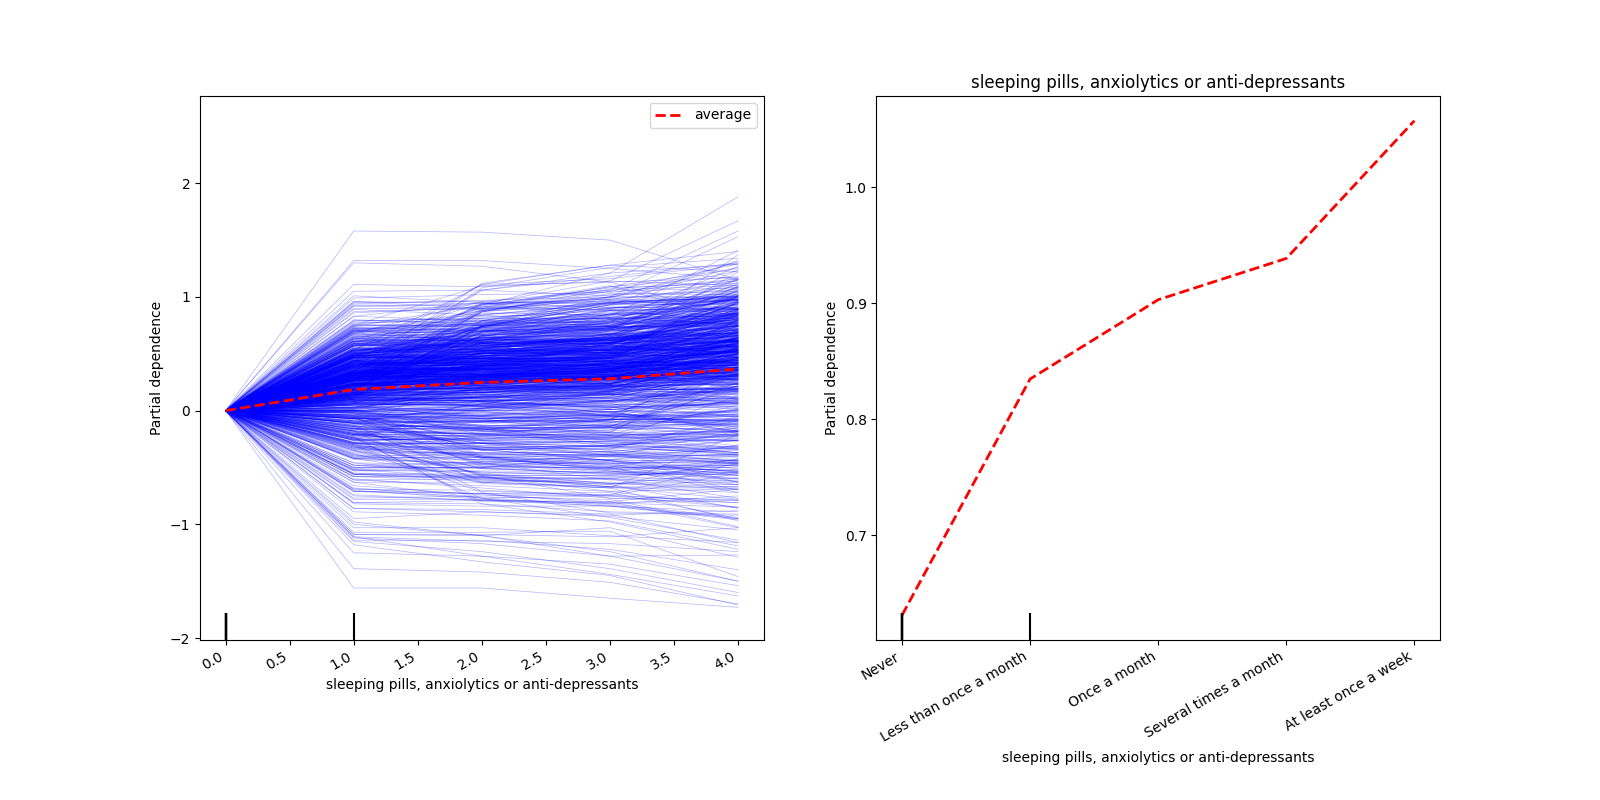 average
Partial dependence
2
1
0
−1
−2
0.0
0.5
1.0
1.5
2.0
2.5
3.0
3.5
4.0
sleeping pills, anxiolytics or anti-depressants
sleeping pills, anxiolytics or anti-depressants
Partial dependence
1.0
0.9
0.8
0.7
Never
Less than once a month
Once a month
Several times a month
At least once a week
sleeping pills, anxiolytics or anti-depressants